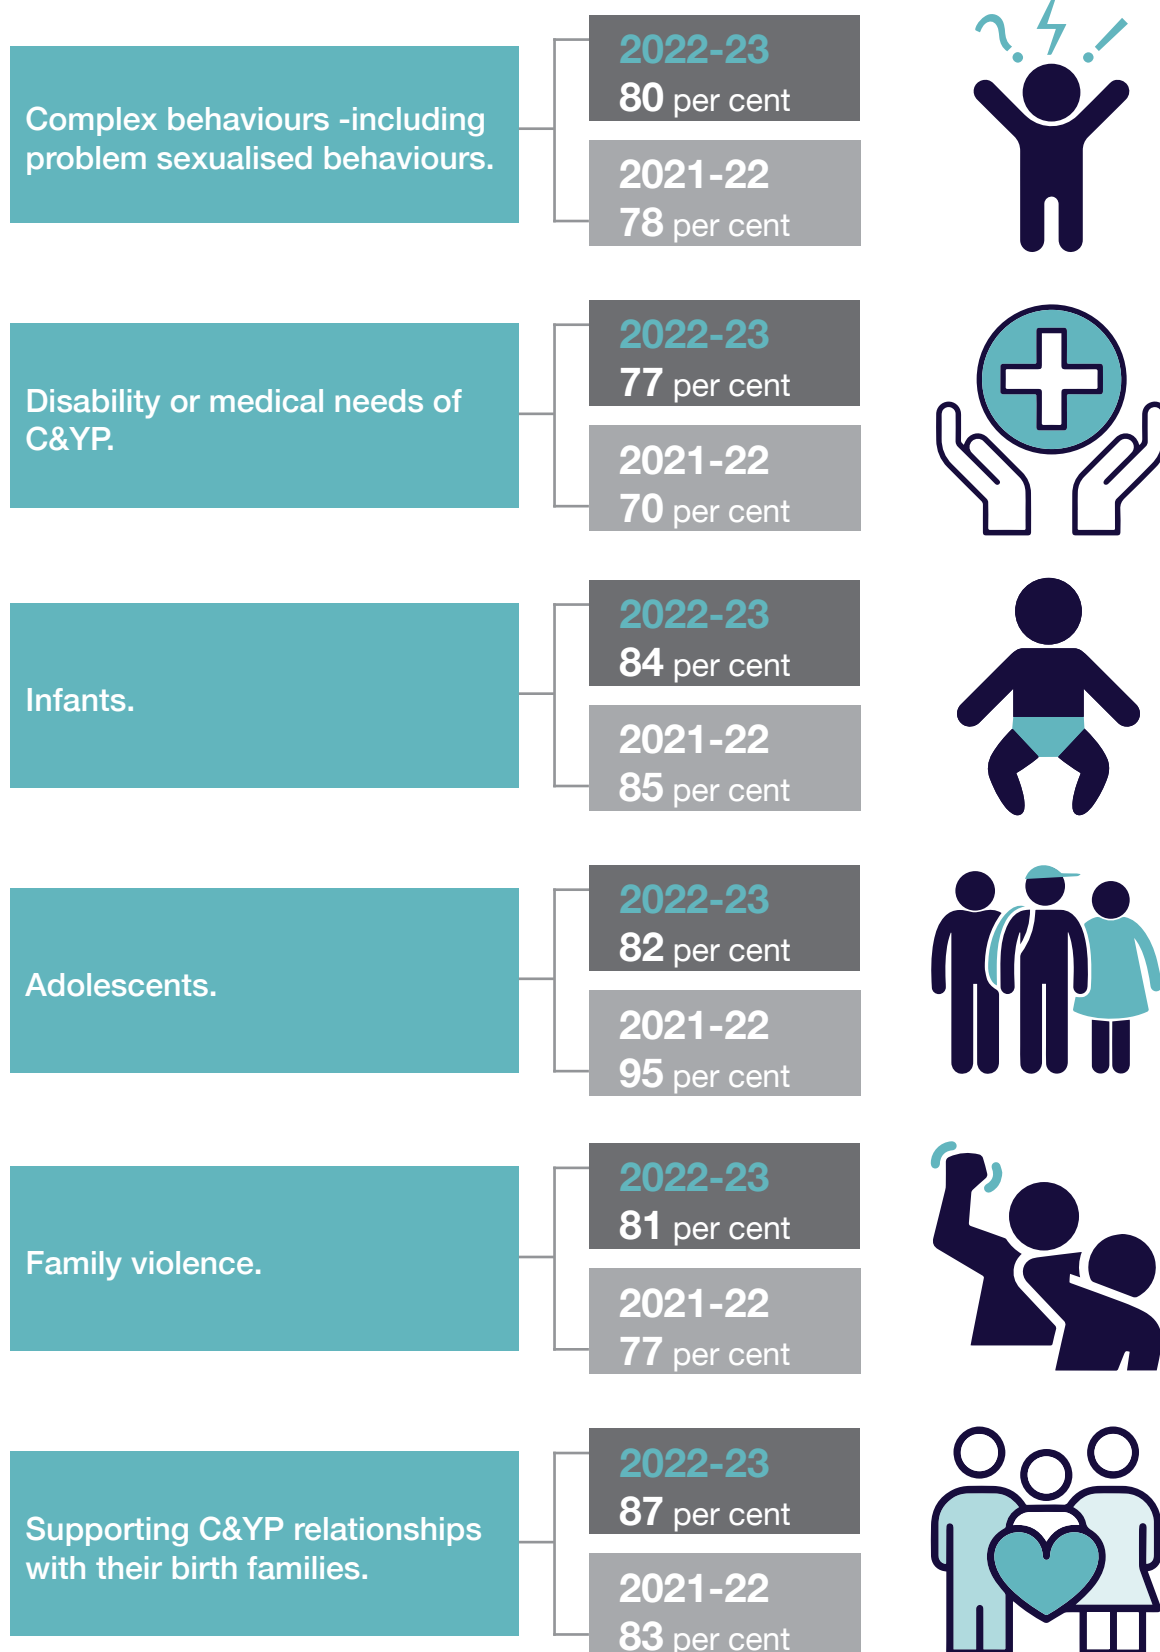 Complex behaviours -including
problem sexualised behaviours.
2022-23
80 per cent
2021-22
78 per cent
Disability or medical needs of
C&YP.
2022-23
77 per cent
2021-22
70 per cent
Infants.
2022-23
84 per cent
2021-22
85 per cent
Adolescents.
2022-23
82 per cent
2021-22
95 per cent
Family violence.
2022-23
81 per cent
2021-22
77 per cent
Supporting C&YP relationships
with their birth families.
2022-23
87 per cent
2021-22
83 per cent